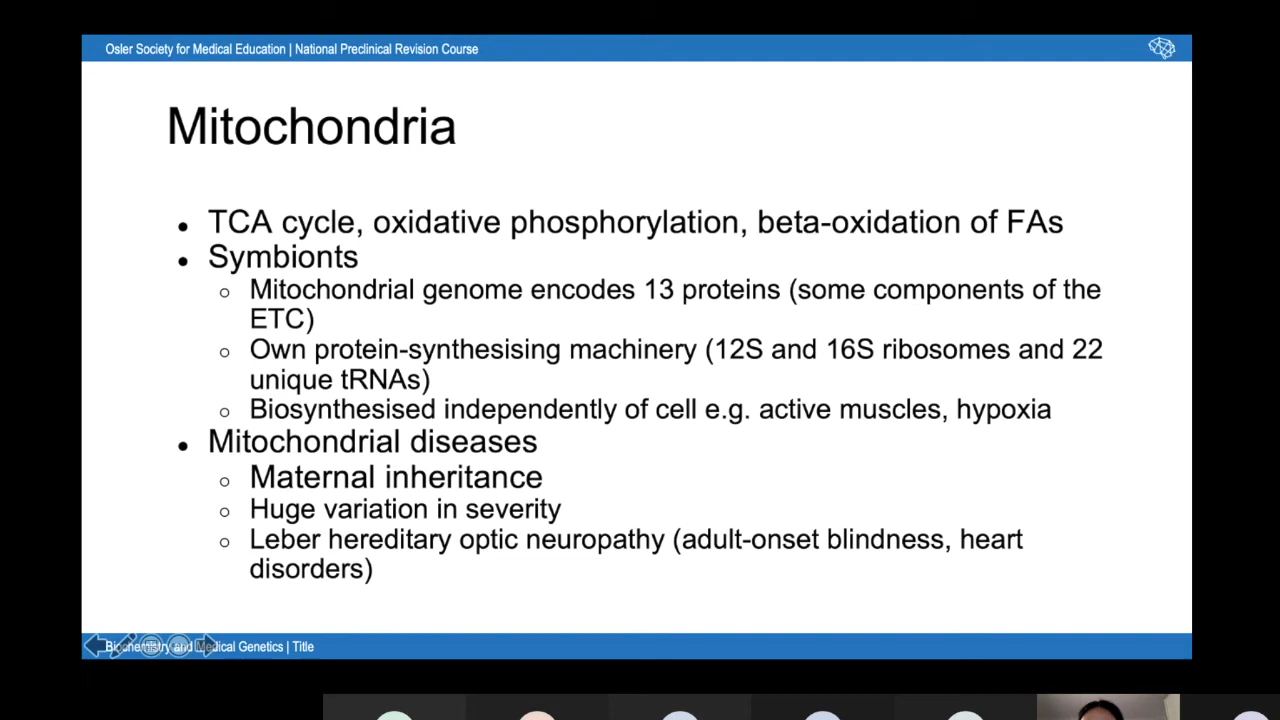 Osler Society for Medical Education | National Preclinical Revision Course
Mitochondria
● TCA cycle, oxidative phosphorylation, beta-oxidation of FAs
● Symbionts
○ Mitochondrial genome encodes 13 proteins (some components of the
ETC)
○ Own protein-synthesising machinery (12S and 16S ribosomes and 22
unique tRNAs)
○ Biosynthesised independently of cell e.g. active muscles, hypoxia
● Mitochondrial diseases
○ Maternal inheritance
○ Huge variation in severity
○ Leber hereditary optic neuropathy (adult-onset blindness, heart
disorders)
Biochemistry and Medical Genetics | Title